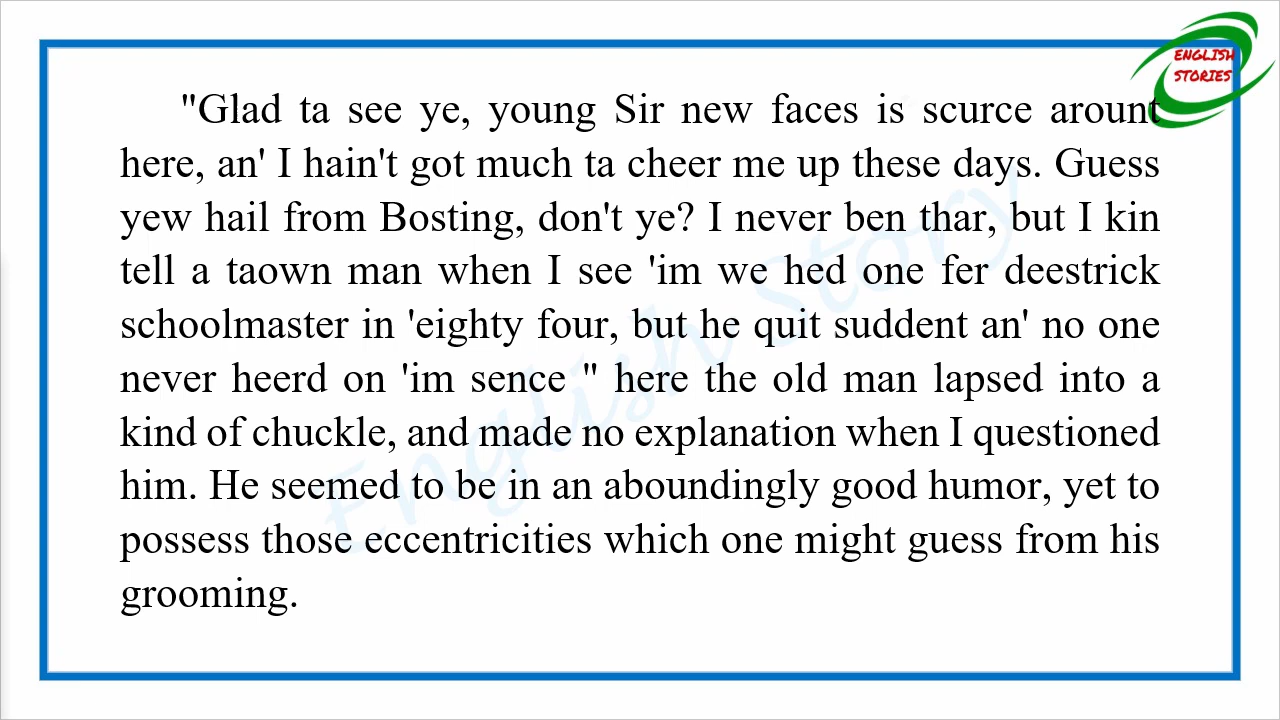 ENGLISH
STORIES
"Glad ta see ye, young Sir new faces is scurce arount
here, an' I hain't got much ta cheer me up these days. Guess
yew hail from Bosting, don't ye? I never ben thar, but I kin
tell a taown man when I see 'im we hed one fer deestrick
schoolmaster in 'eighty four, but he quit suddent an' no one
never heerd on 'im sence " here the old man lapsed into a
kind of chuckle, and made no explanation when I questioned
him. He seemed to be in an aboundingly good humor, yet to
possess those eccentricities which one might guess from his
grooming.
English Story